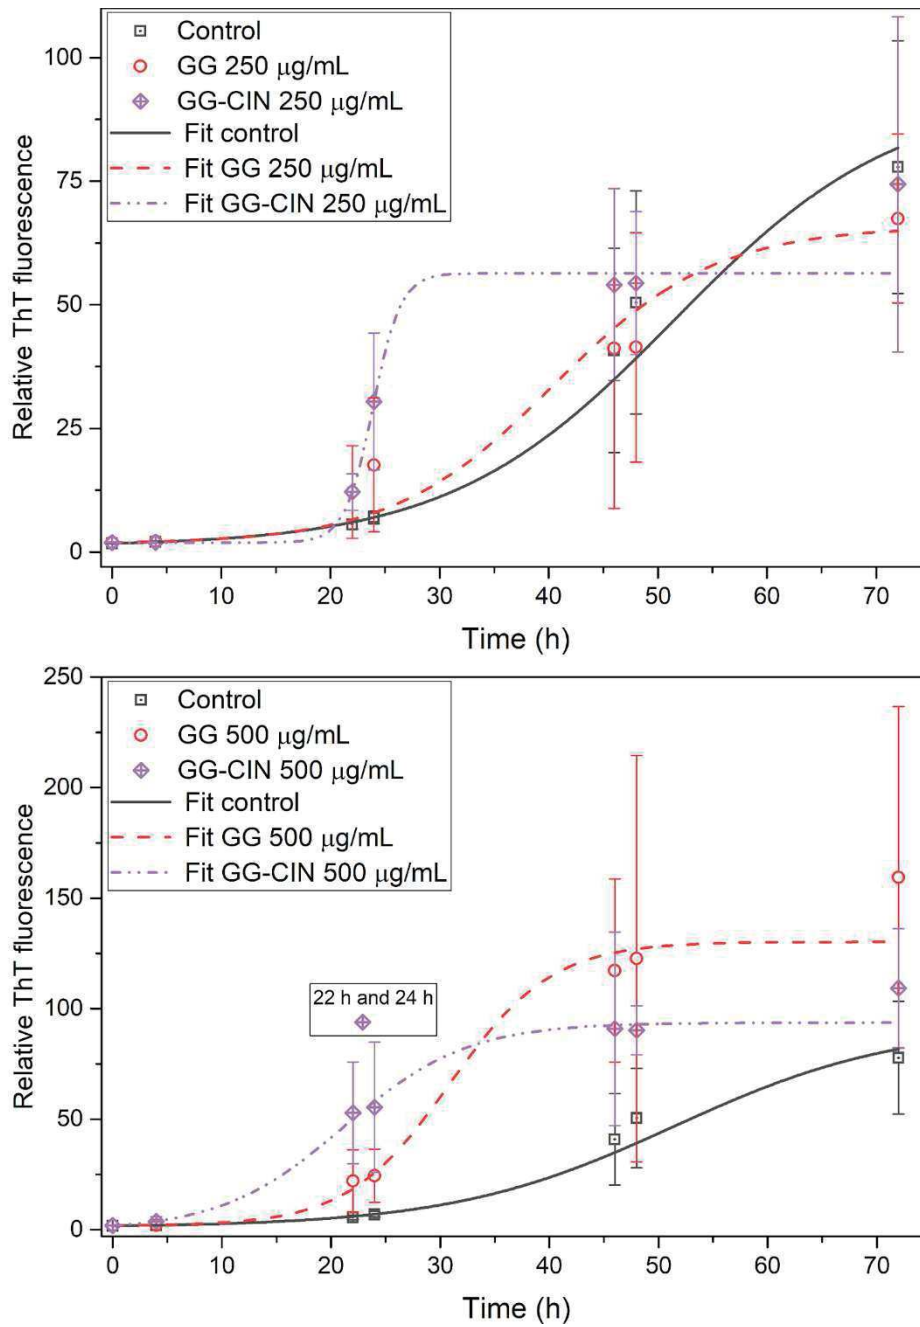 Control
GG 250 μg/mL
GG-CIN 250 μg/mL
Fit control
Fit GG 250 μg/mL
Fit GG-CIN 250 μg/mL
100
75
50
25
0
Relative ThT fluorescence
0 10 20 30 40 50 60 70
Time (h)
Control
GG 500 μg/mL
GG-CIN 500 μg/mL
Fit control
Fit GG 500 μg/mL
Fit GG-CIN 500 μg/mL
22 h and 24 h
250
200
150
100
50
0
Relative ThT fluorescence
0 10 20 30 40 50 60 70
Time (h)